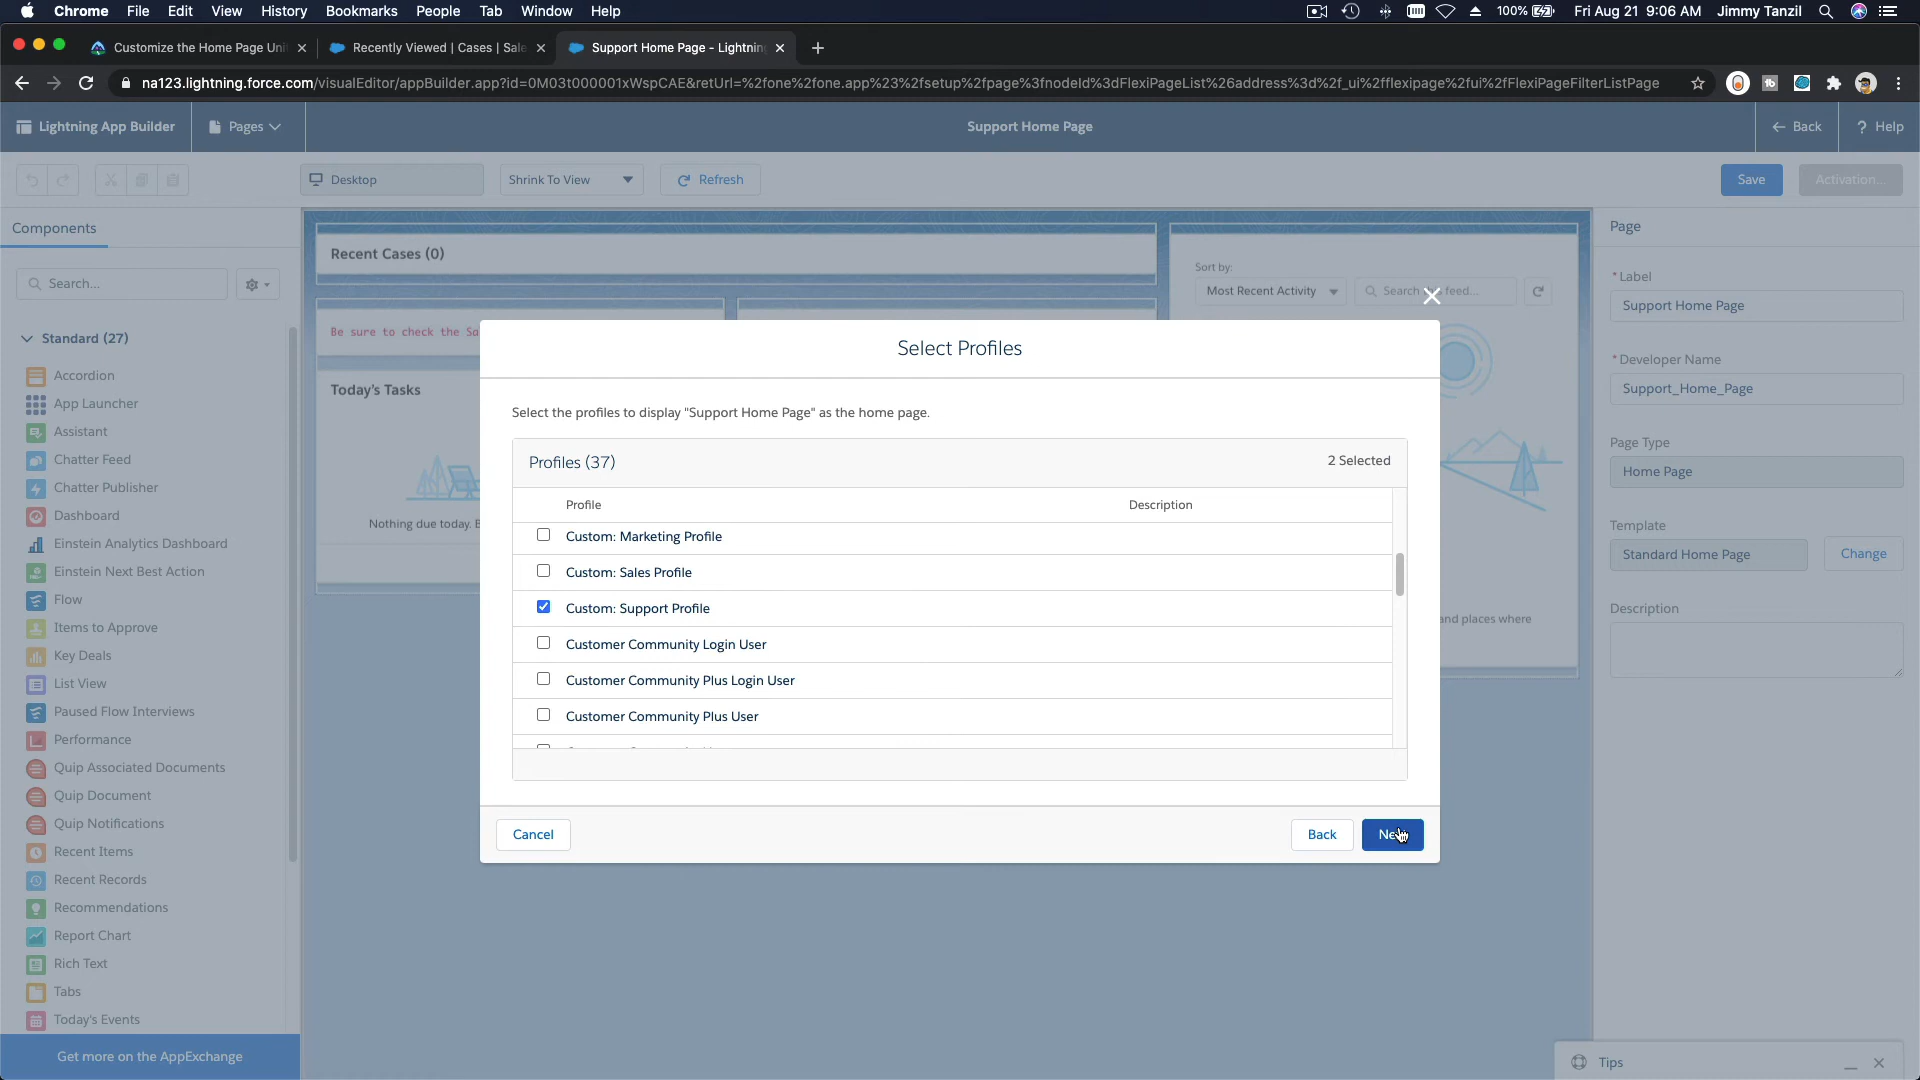 Chrome File Edit View History Bookmarks People Tab Window Help
100% Fri Aug 21 9:06 AM Jimmy Tanzil
Customize the Home Page Uni
Recently Viewed | Cases | Sale
Support Home Page - Lightning
na123.lightning.force.com/visualEditor/appBuilder.app?id=0M03t000001xWspCAE&retUrl=%2fone%2fone.app%23%2fsetup%2fpage%3fnodeId%3dFlexiPageList%26address%3d%2f_ui%2fflexipage%2fui%2fFlexiPageFilterListPage
Lightning App Builder
Pages
Support Home Page
Back
? Help
Desktop
Shrink To View
Refresh
Save
Activation...
Components
Search...
Standard (27)
Accordion
App Launcher
Assistant
Chatter Feed
Chatter Publisher
Dashboard
Einstein Analytics Dashboard
Einstein Next Best Action
Flow
Items to Approve
Key Deals
List View
Paused Flow Interviews
Performance
Quip Associated Documents
Quip Document
Quip Notifications
Recent Items
Recent Records
Recommendations
Report Chart
Rich Text
Tabs
Today's Events
Get more on the AppExchange
Recent Cases (0)
Be sure to check the Sa
Today's Tasks
Nothing due today. B
Sort by:
Most Recent Activity
Search feed...
and places where
Select Profiles
Select the profiles to display "Support Home Page" as the home page.
Profiles (37)
2 Selected
Profile
Description
Custom: Marketing Profile
Custom: Sales Profile
Custom: Support Profile
Customer Community Login User
Customer Community Plus Login User
Customer Community Plus User
Cancel
Back
Page
*Label
Support Home Page
*Developer Name
Support_Home_Page
Page Type
Home Page
Template
Standard Home Page
Change
Description
Tips